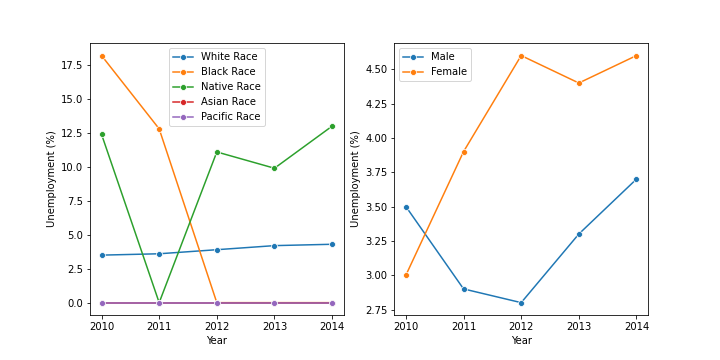 Unemployment (%)
17.5
15.0
12.5
10.0
7.5
5.0
2.5
0.0
White Race
Black Race
Native Race
Asian Race
Pacific Race
2010 2011 2012 2013 2014
Year
Unemployment (%)
4.50
4.25
4.00
3.75
3.50
3.25
3.00
2.75
Male
Female
2010 2011 2012 2013 2014
Year